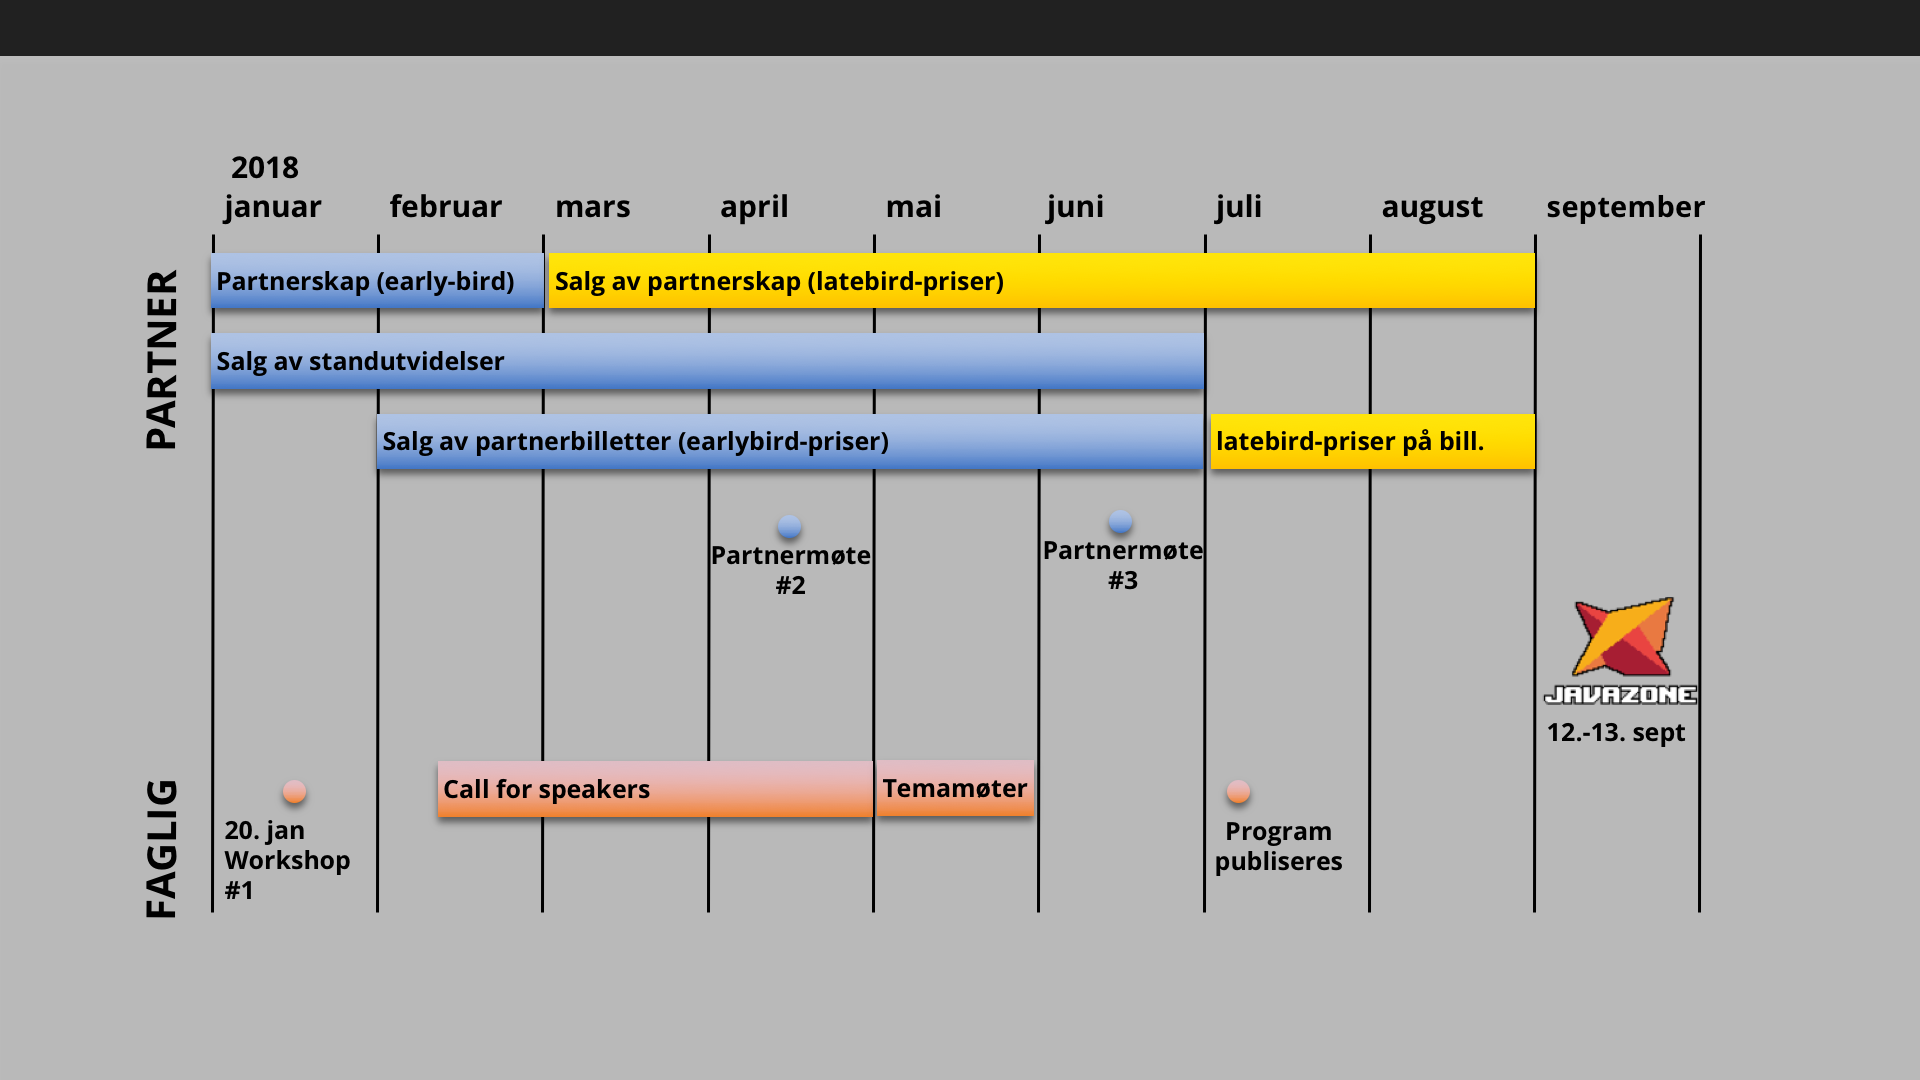 2018
januar
februar
mars
april
mai
juni
juli
august
september
PARTNER
Partnerskap (early-bird)
Salg av partnerskap (latebird-priser)
Salg av standutvidelser
Salg av partnerbilletter (earlybird-priser)
latebird-priser på bill.
Partnermøte
#2
Partnermøte
#3
JAVAZONE
12.-13. sept
FAGLIG
20. jan
Workshop
#1
Call for speakers
Temamøter
Program
publiseres